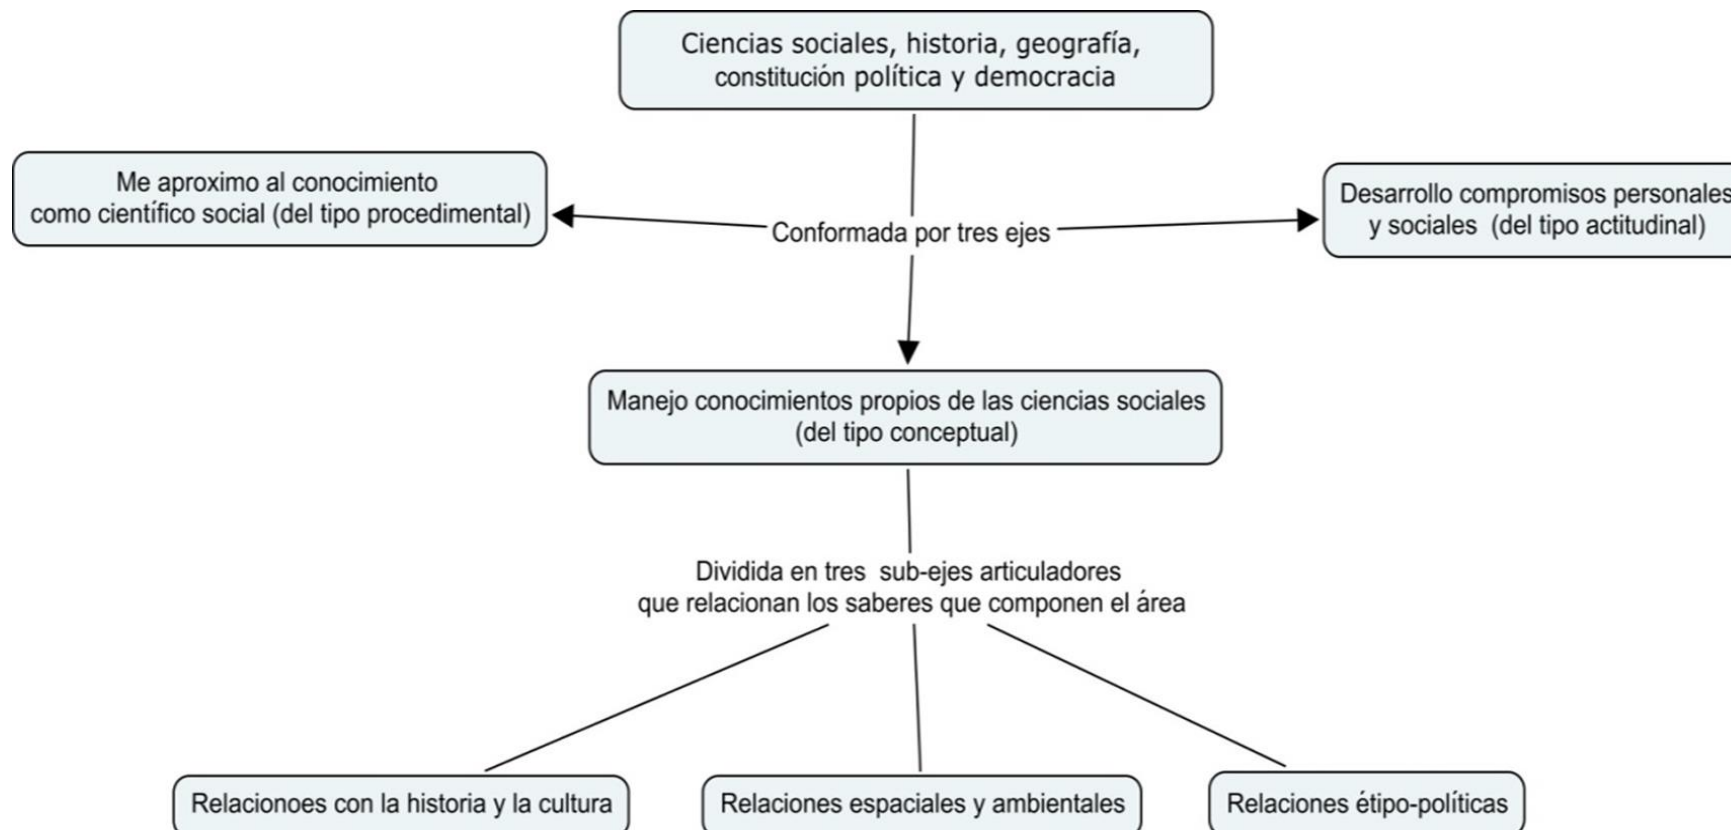 Ciencias sociales, historia, geografía,
constitución política y democracia
Me aproximo al conocimiento
como científico social (del tipo procedimental)
Conformada por tres ejes
Desarrollo compromisos personales
y sociales (del tipo actitudinal)
Manejo conocimientos propios de las ciencias sociales
(del tipo conceptual)
Dividida en tres sub-ejes articuladores
que relacionan los saberes que componen el área
Relacionoes con la historia y la cultura
Relaciones espaciales y ambientales
Relaciones étipo-políticas